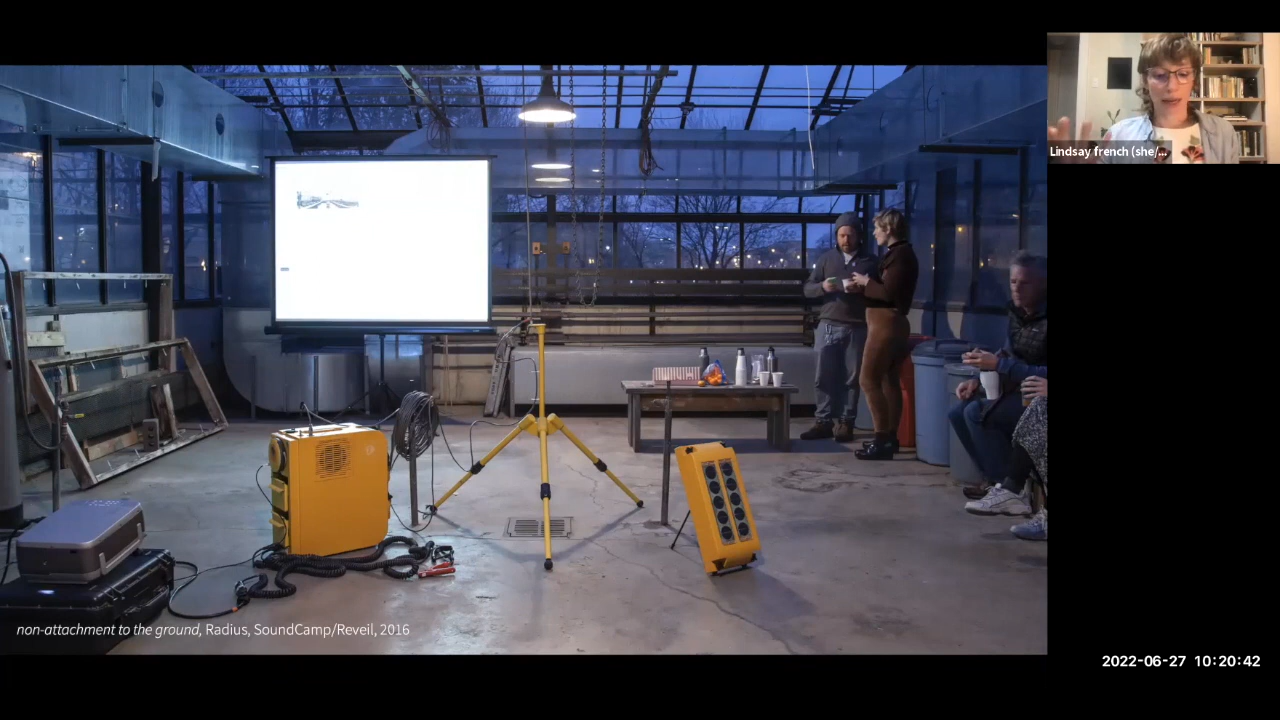 Lindsay french (she/...
non-attachment to the ground, Radius, SoundCamp/Reveil, 2016
2022-06-27 10:20:42